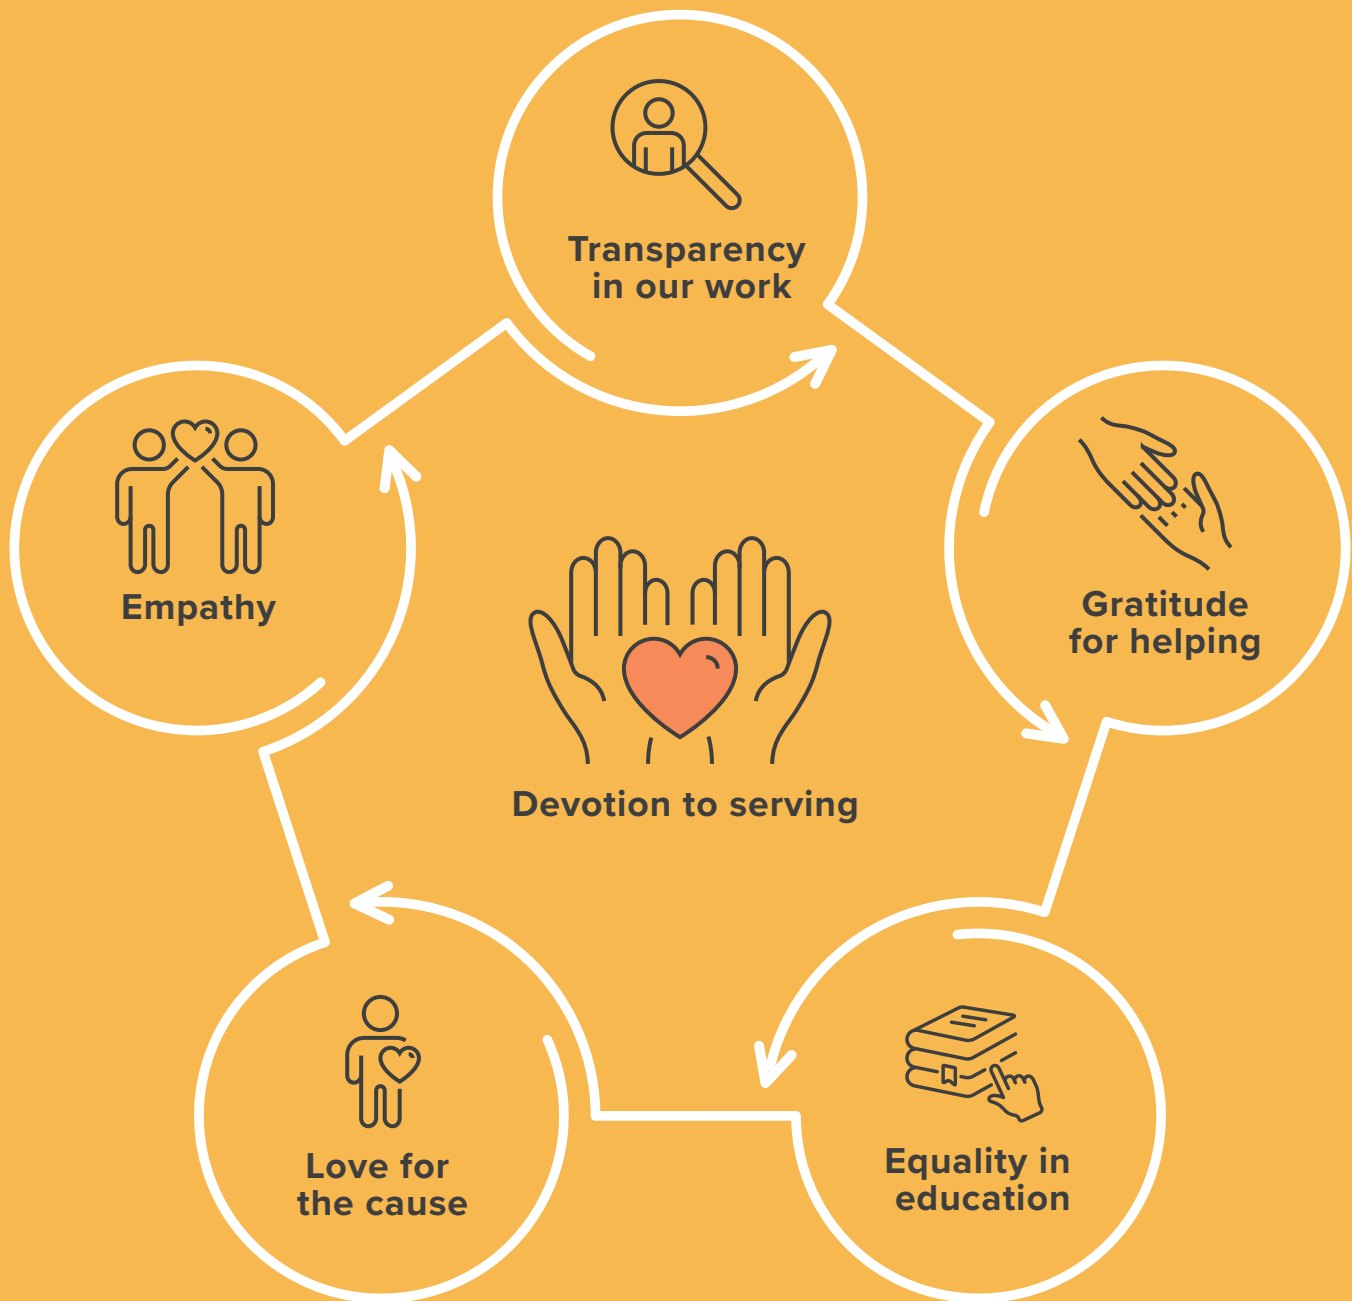 Transparency
in our work
Empathy
Gratitude
for helping
Devotion to serving
Love for
the cause
Equality in
education